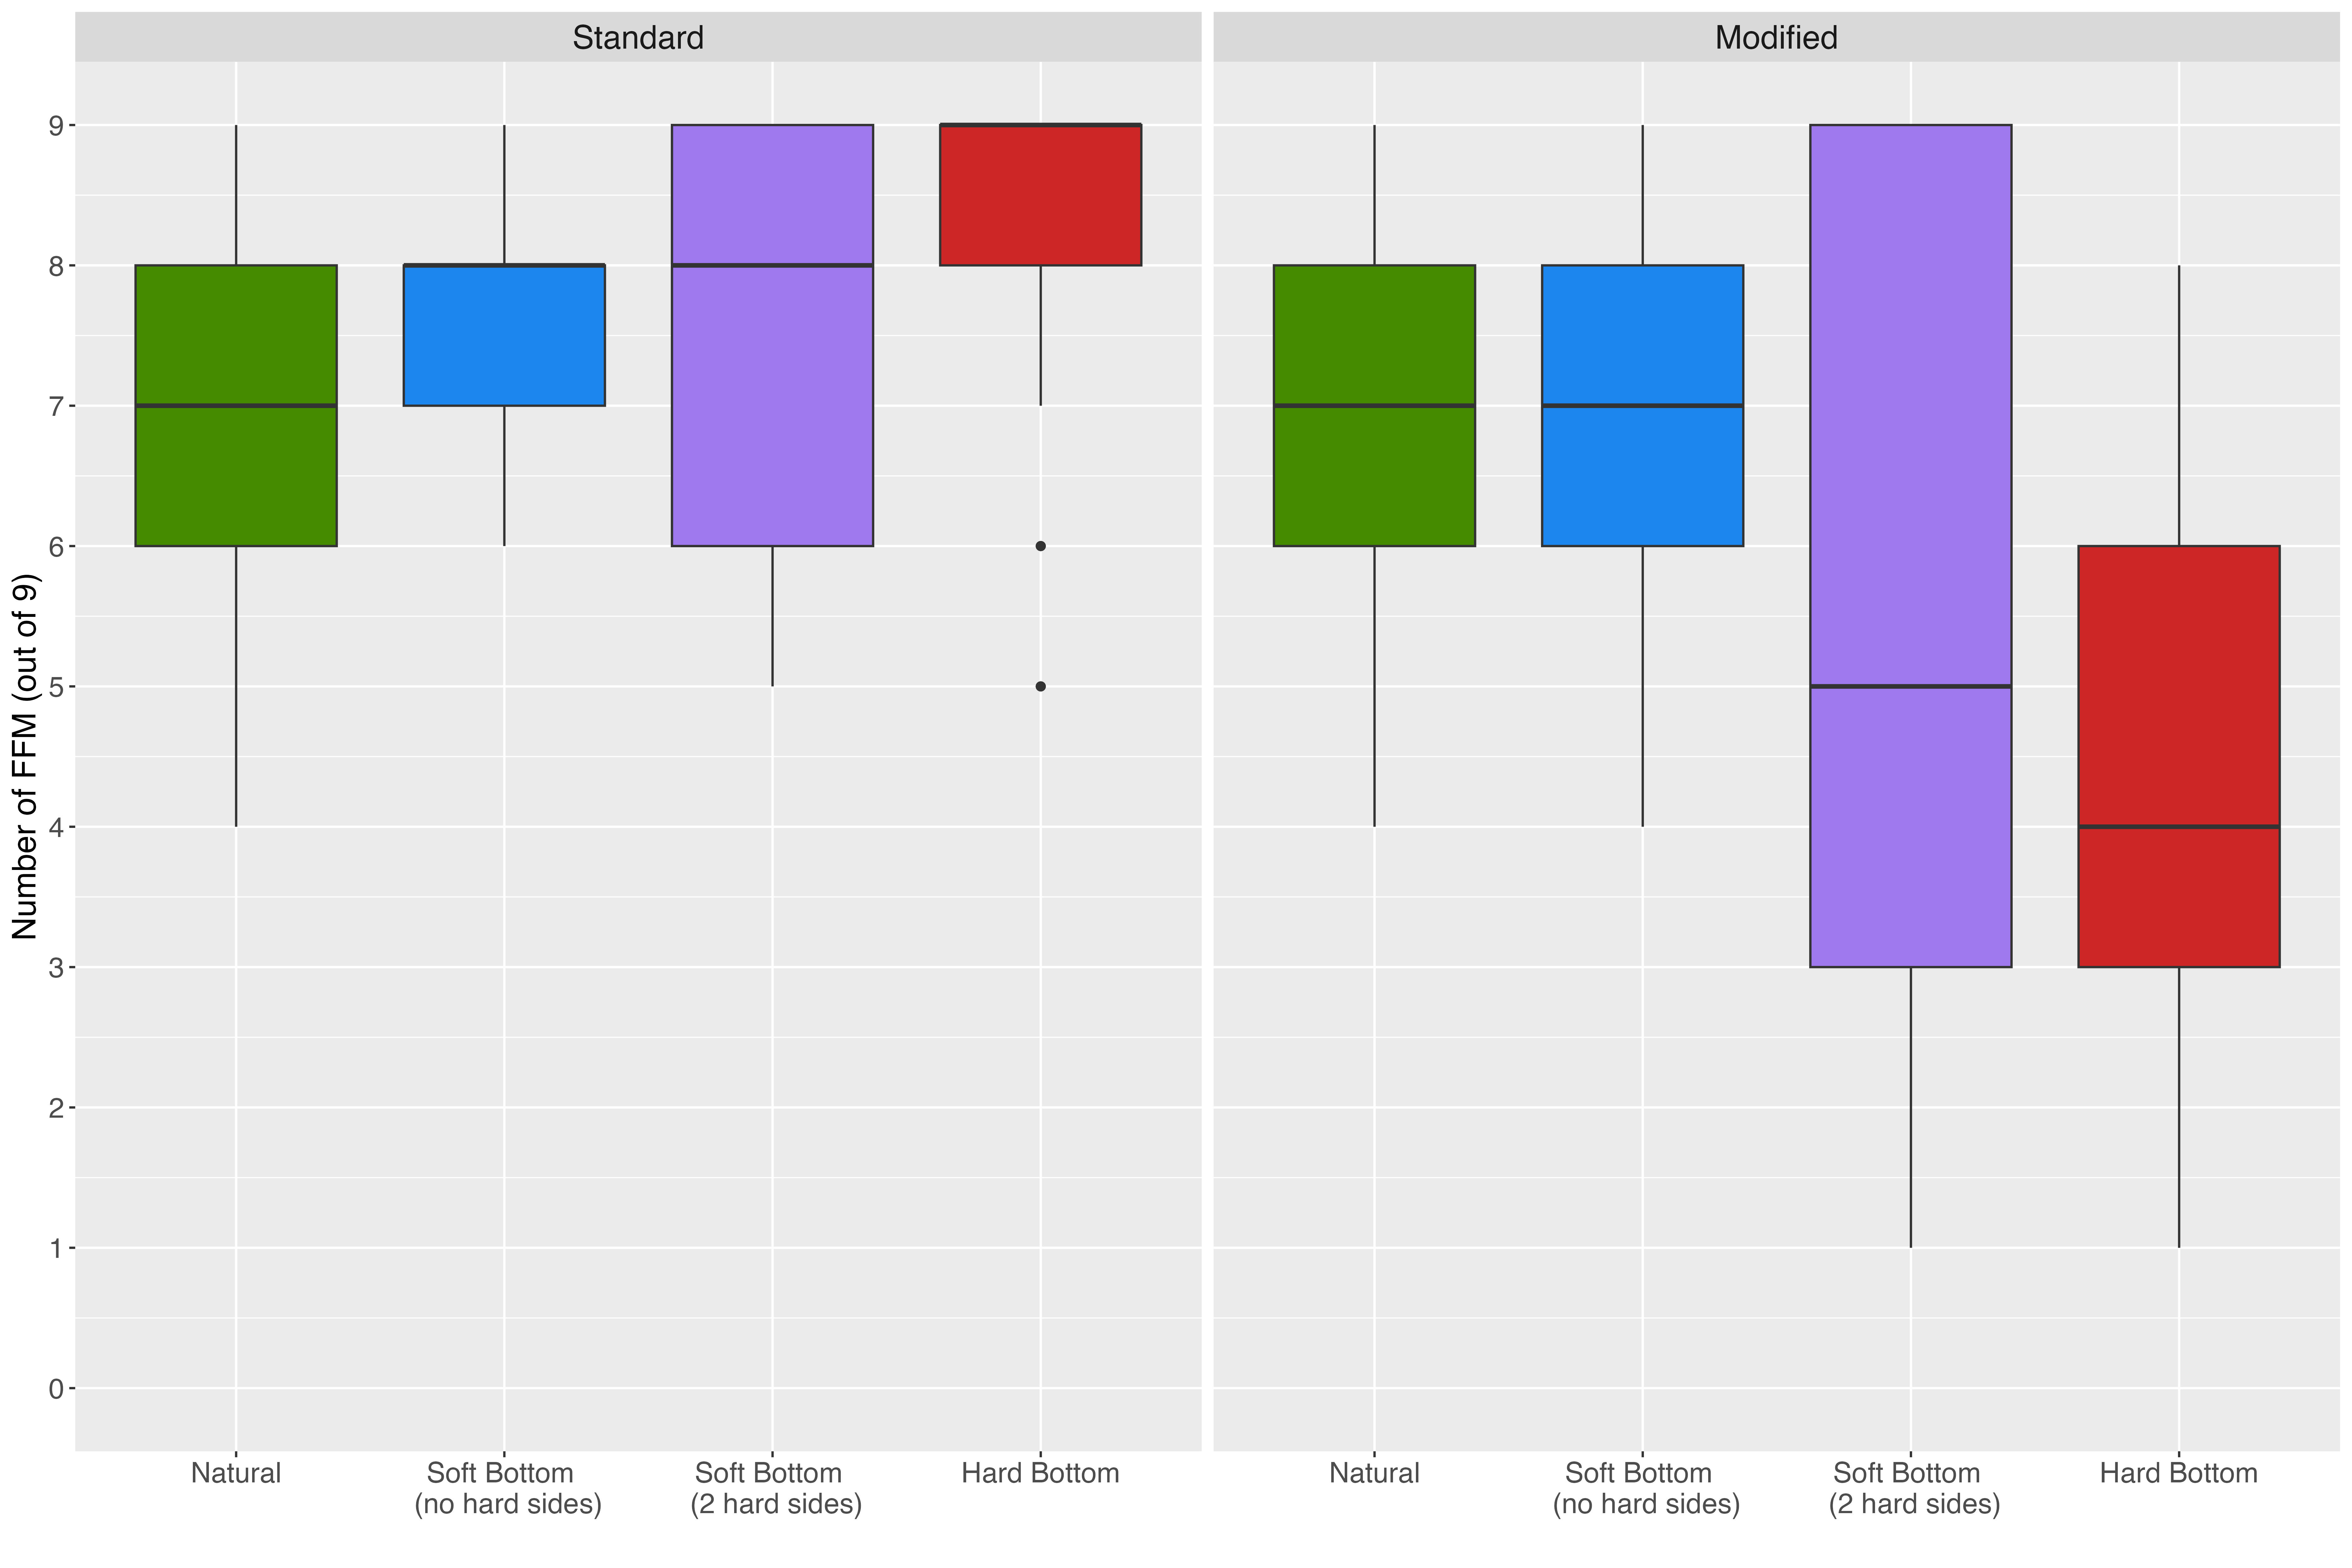 Standard
Modified
Number of FFM (out of 9)
9
8
7
6
5
4
3
2
1
0
Natural
Soft Bottom
(no hard sides)
Soft Bottom
(2 hard sides)
Hard Bottom
Natural
Soft Bottom
(no hard sides)
Soft Bottom
(2 hard sides)
Hard Bottom